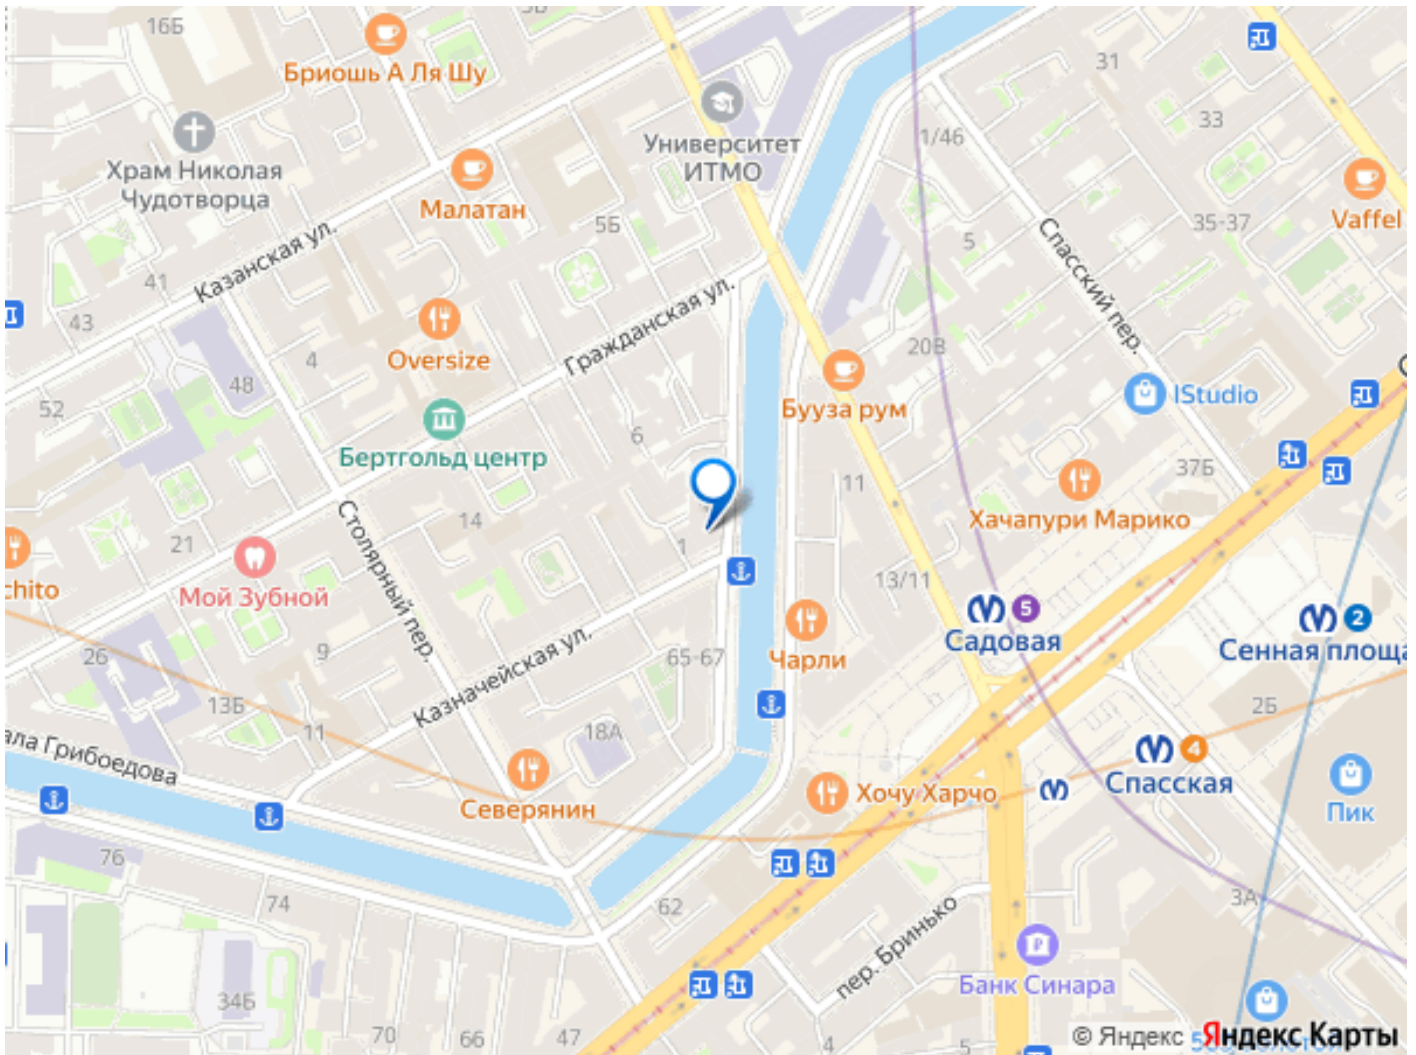 16Б
Бриошь А Ля Шу
31
33
1/46
Университет
ИТМО
Храм Николая
Чудотворца
Малатан
Vaffel
5Б
35-37
5
Спасский пер.
Казанская ул.
41
43
Гражданская ул.
4
Oversize
20В
48
Бууза рум
IStudio
52
6
Бертгольд центр
37Б
11
14
Хачапури Марико
Столярный пер.
21
1
chito
Мой Зубной
13/11
5
Садовая
2
Сенная площа
9
26
65-67
Чарли
Казначейская ул.
13Б
11
18А
2Б
ала Грибоедова
4
Спасская
Северянин
Хочу Харчо
Пик
76
74
62
3А
пер. Бринько
Банк Синара
34Б
70
66
47
4
5
© Яндекс
Яндекс Карты